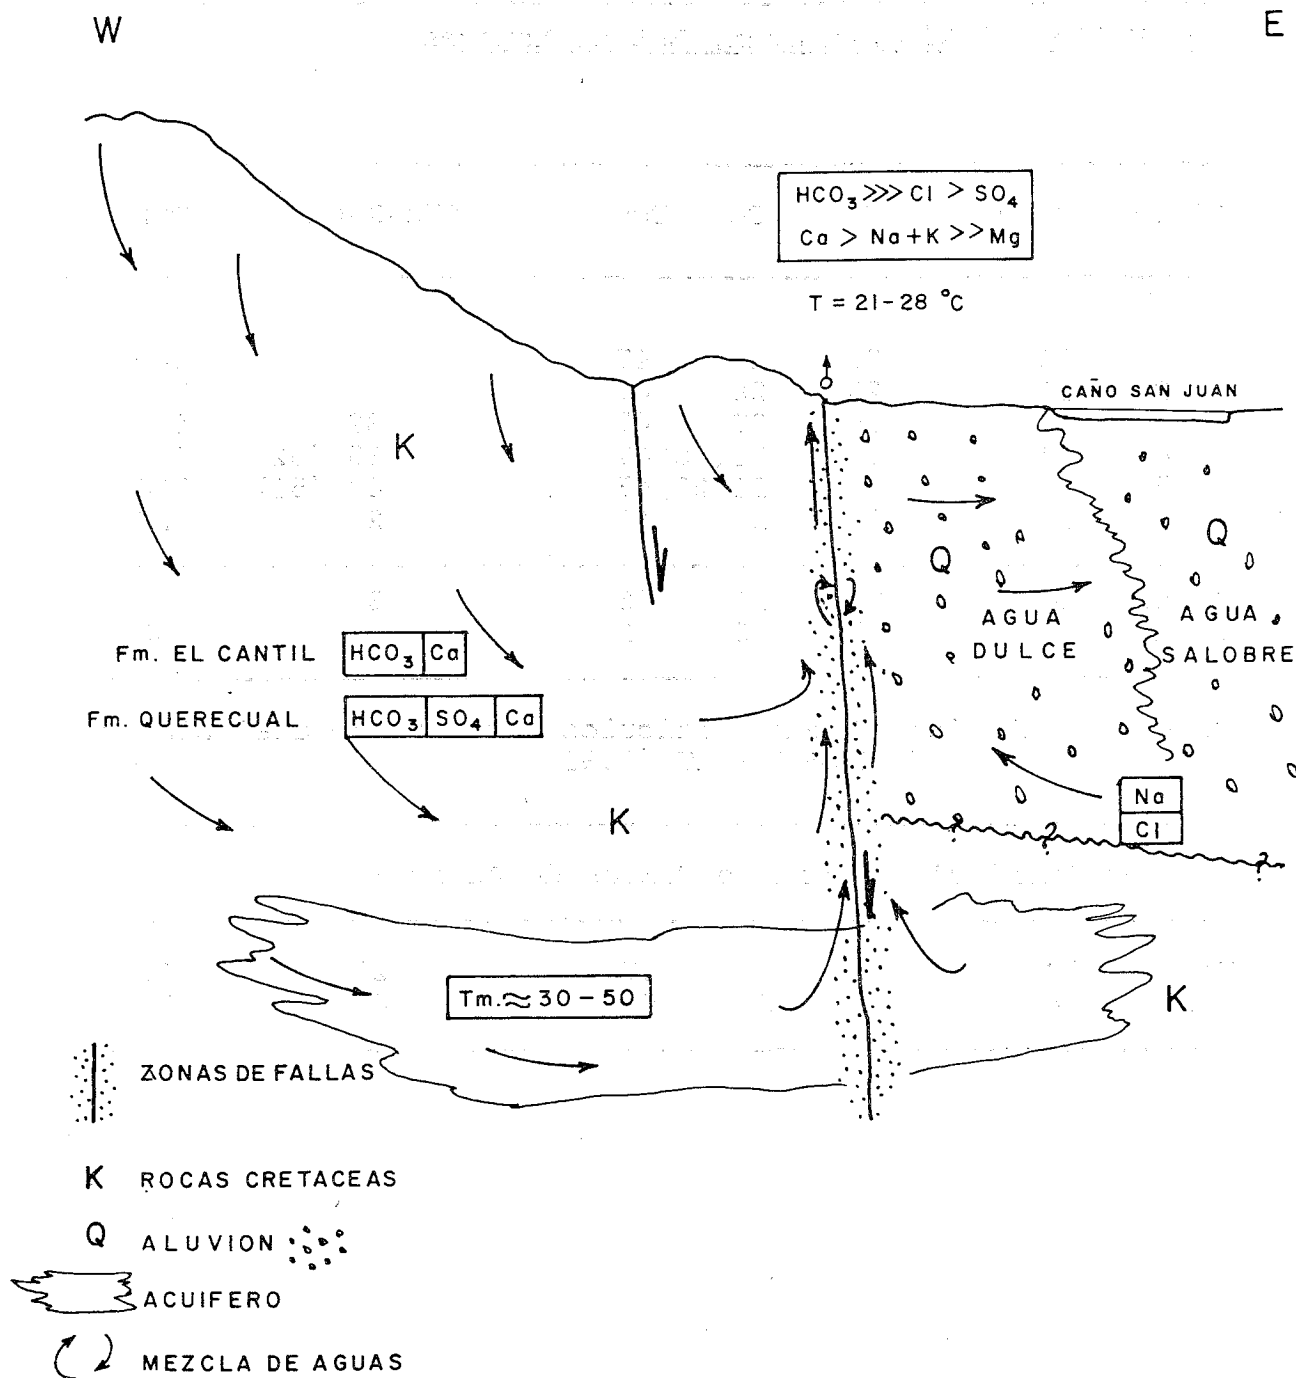 W
E
HCO₃ >>> Cl > SO₄
Ca > Na+K >> Mg
T = 21-28 °C
CAÑO SAN JUAN
K
Q
Q
AGUA
DULCE
AGUA
SALOBRE
Fm. EL CANTIL HCO₃ Ca
Fm. QUERECUAL HCO₃ SO₄ Ca
Na
Cl
K
? ? ?
Tm. ≈ 30 - 50
K
ZONAS DE FALLAS
K ROCAS CRETACEAS
Q ALUVION
ACUIFERO
MEZCLA DE AGUAS